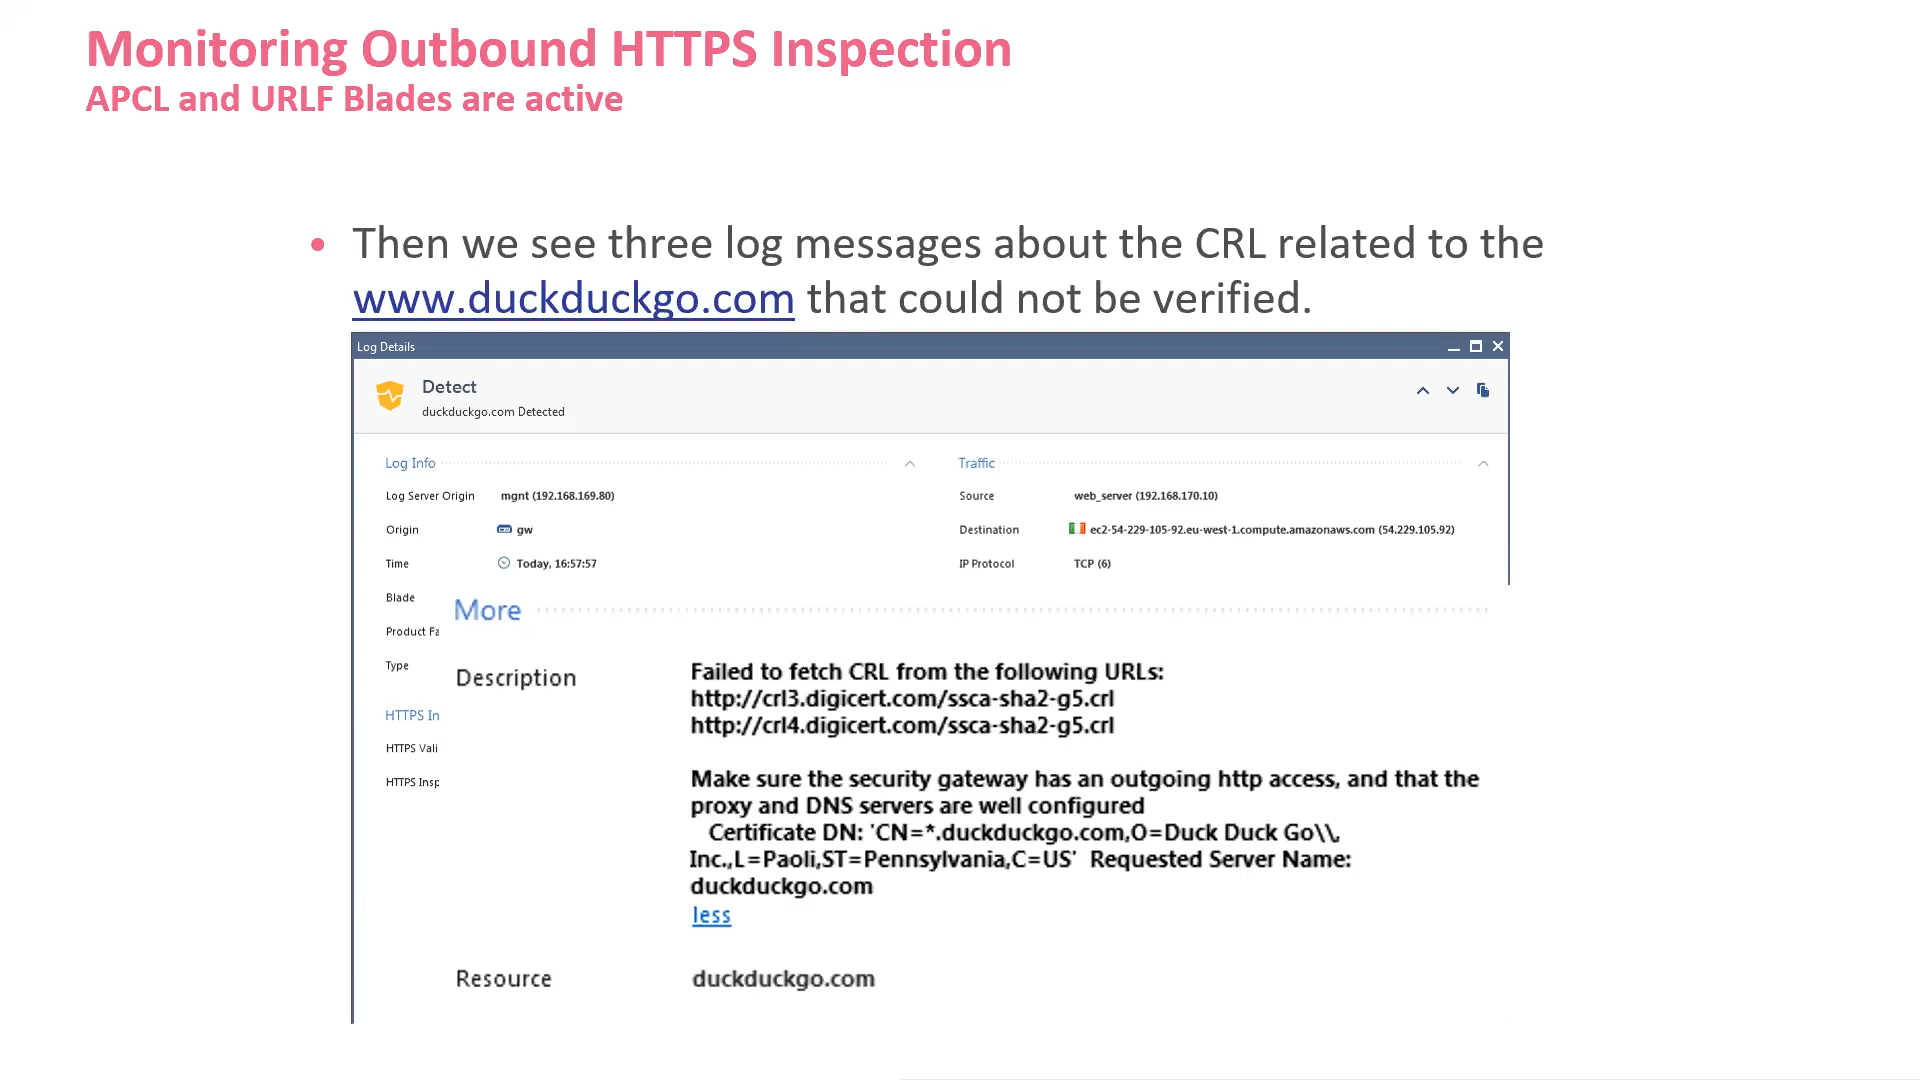 Monitoring Outbound HTTPS Inspection
APCL and URLF Blades are active
• Then we see three log messages about the CRL related to the
www.duckduckgo.com that could not be verified.
Log Details
Detect
duckduckgo.com Detected
Log Info
Log Server Origin mgnt (192.168.169.80)
Origin gw
Time Today, 16:57:57
Blade
Product Fa
Type
HTTPS In
HTTPS Vali
HTTPS Insp
Traffic
Source web_server (192.168.170.10)
Destination ec2-54-229-105-92.eu-west-1.compute.amazonaws.com (54.229.105.92)
IP Protocol TCP (6)
More
Description Failed to fetch CRL from the following URLs:
http://crl3.digicert.com/ssca-sha2-g5.crl
http://crl4.digicert.com/ssca-sha2-g5.crl
Make sure the security gateway has an outgoing http access, and that the
proxy and DNS servers are well configured
Certificate DN: 'CN=*.duckduckgo.com,O=Duck Duck Go\\,
Inc.,L=Paoli,ST=Pennsylvania,C=US' Requested Server Name:
duckduckgo.com
less
Resource duckduckgo.com